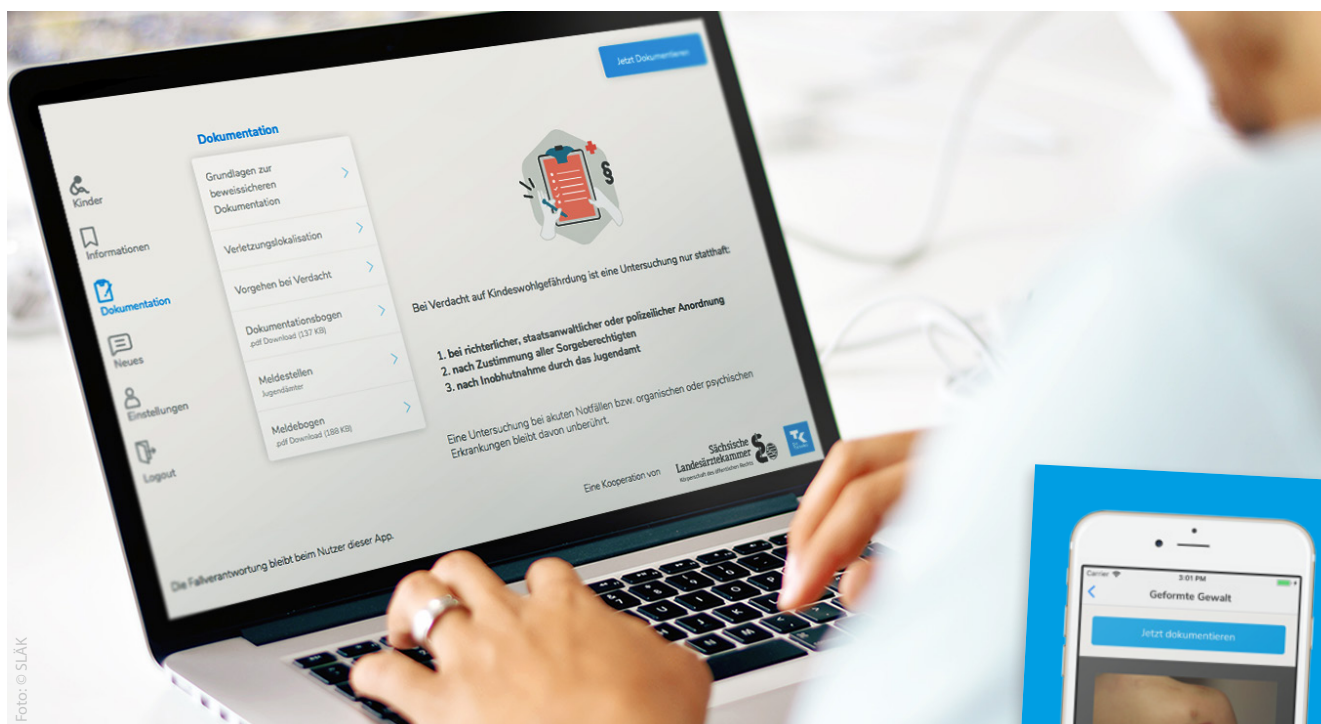 Jetzt Dokumentieren
Dokumentation
Kinder
Informationen
Dokumentation
Neues
Einstellungen
Logout
Grundlagen zur
beweissicheren
Dokumentation
Verletzungslokalisation
Vorgehen bei Verdacht
Dokumentationsbogen
.pdf Download (137 KB)
Meldestellen
Jugendämter
Meldebogen
.pdf Download (188 KB)
§
Bei Verdacht auf Kindeswohlgefährdung ist eine Untersuchung nur statthaft:
1. bei richterlicher, staatsanwaltlicher oder polizeilicher Anordnung
2. nach Zustimmung aller Sorgeberechtigten
3. nach Inobhutnahme durch das Jugendamt
Eine Untersuchung bei akuten Notfällen bzw. organischen oder psychischen
Erkrankungen bleibt davon unberührt.
Eine Kooperation von
Sächsische
Landesärztekammer
Körperschaft des öffentlichen Rechts
TK
Die Fallverantwortung bleibt beim Nutzer dieser App.
Carrier
3:01 PM
Geformte Gewalt
Jetzt dokumentieren
Foto: © SLÄK